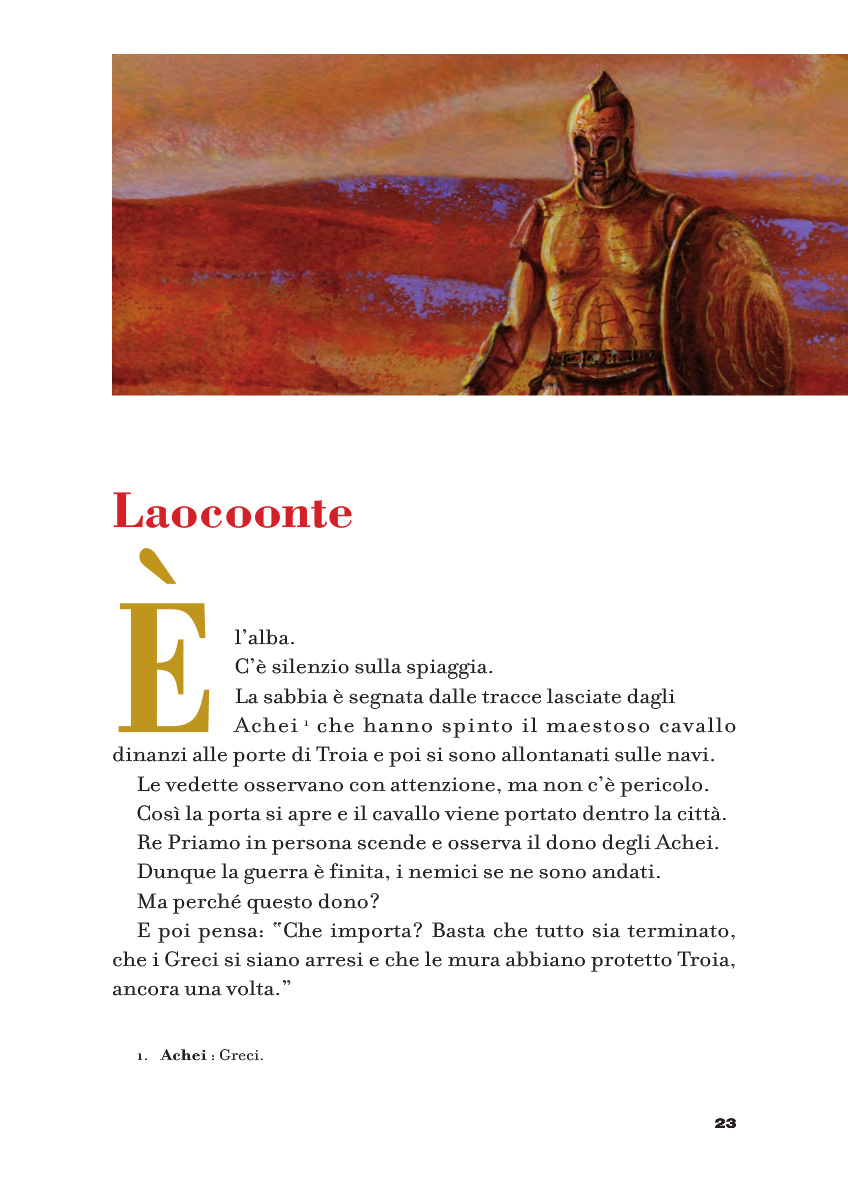 Laocoonte
È l’alba.
C’è silenzio sulla spiaggia.
La sabbia è segnata dalle tracce lasciate dagli
Achei ¹ che hanno spinto il maestoso cavallo
dinanzi alle porte di Troia e poi si sono allontanati sulle navi.
Le vedette osservano con attenzione, ma non c’è pericolo.
Così la porta si apre e il cavallo viene portato dentro la città.
Re Priamo in persona scende e osserva il dono degli Achei.
Dunque la guerra è finita, i nemici se ne sono andati.
Ma perché questo dono?
E poi pensa: “Che importa? Basta che tutto sia terminato,
che i Greci si siano arresi e che le mura abbiano protetto Troia,
ancora una volta.”
1. Achei : Greci.
23